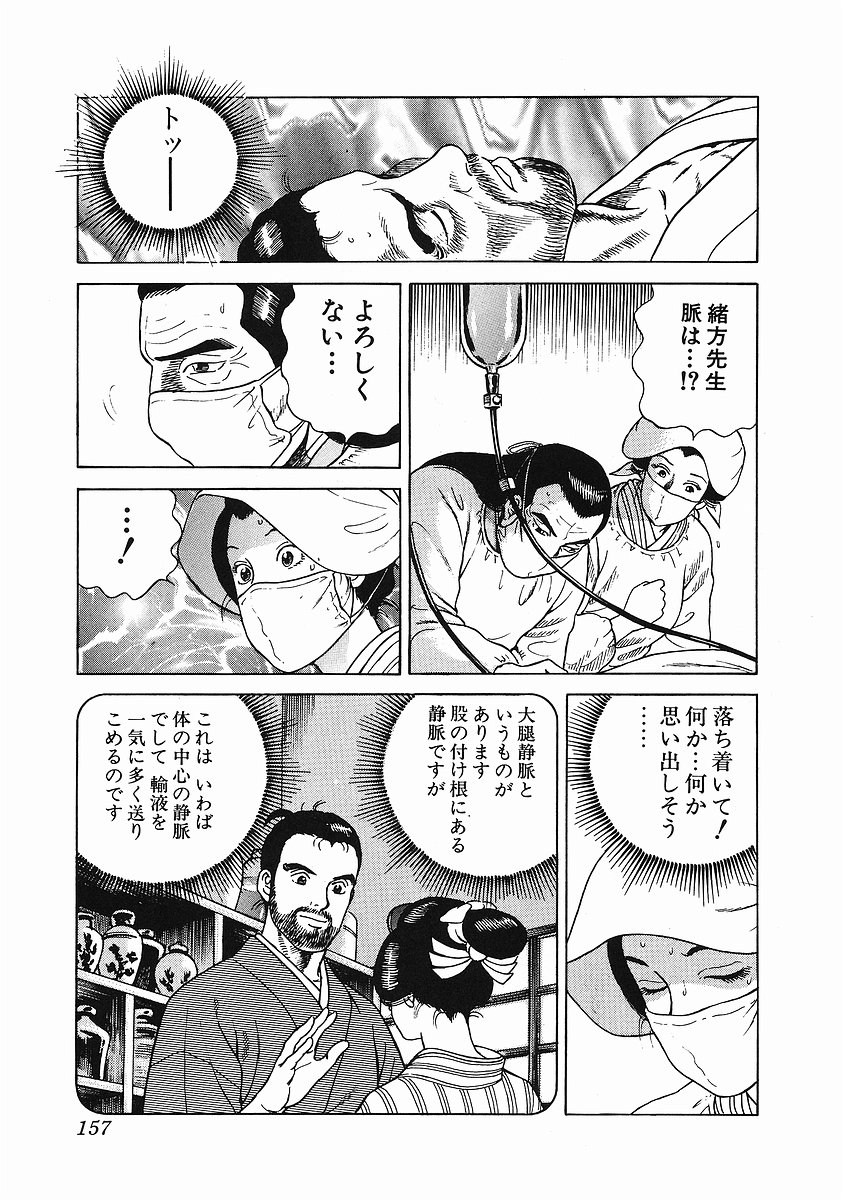 トッ――
緒方先生
脈は…!?
よろしく
ない…
…!
落ち着いて!
何か…何か
思い出しそう
……
大腿静脈と
いうものが
あります
股の付け根にある
静脈ですが
これは いわば
体の中心の静脈
でして 輸液を
一気に多く送り
こめるのです
157